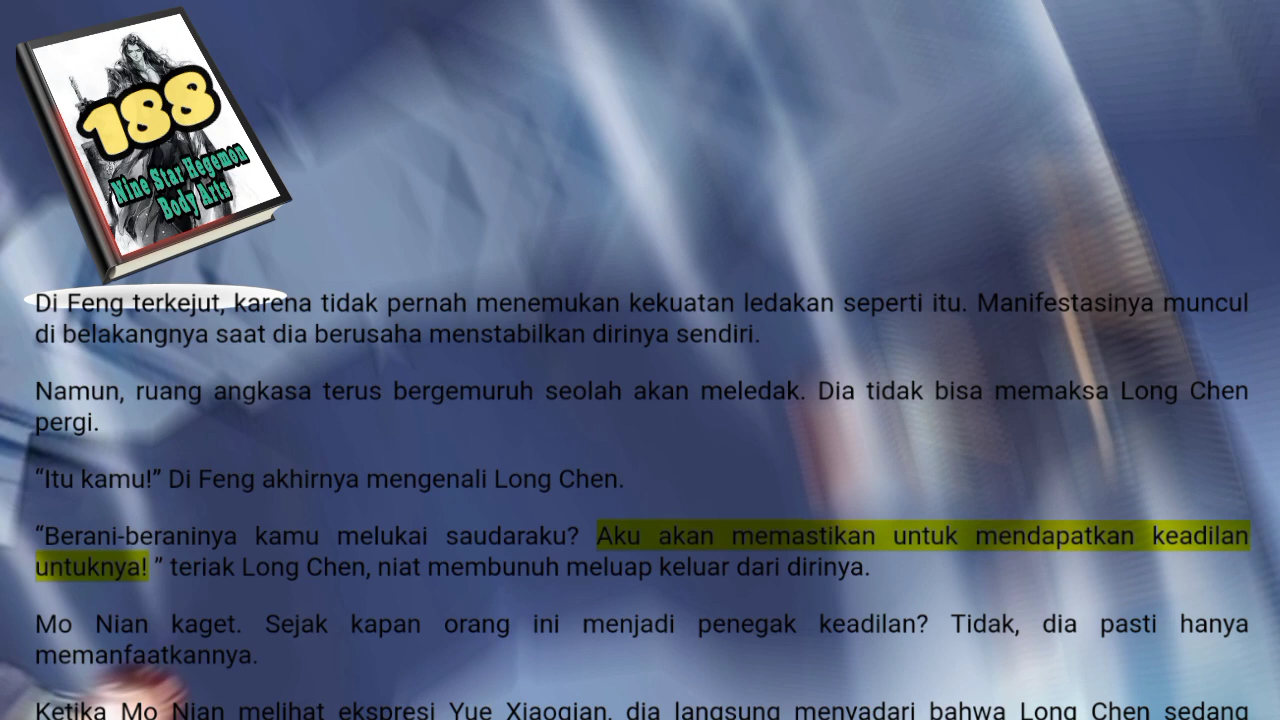 188
Nine Star Hegemon
Body Arts
Di Feng terkejut, karena tidak pernah menemukan kekuatan ledakan seperti itu. Manifestasinya muncul
di belakangnya saat dia berusaha menstabilkan dirinya sendiri.
Namun, ruang angkasa terus bergemuruh seolah akan meledak. Dia tidak bisa memaksa Long Chen
pergi.
“Itu kamu!” Di Feng akhirnya mengenali Long Chen.
“Berani-beraninya kamu melukai saudaraku? Aku akan memastikan untuk mendapatkan keadilan
untuknya! ” teriak Long Chen, niat membunuh meluap keluar dari dirinya.
Mo Nian kaget. Sejak kapan orang ini menjadi penegak keadilan? Tidak, dia pasti hanya
memanfaatkannya.
Ketika Mo Nian melihat ekspresi Yue Xiaoqian, dia langsung menyadari bahwa Long Chen sedang